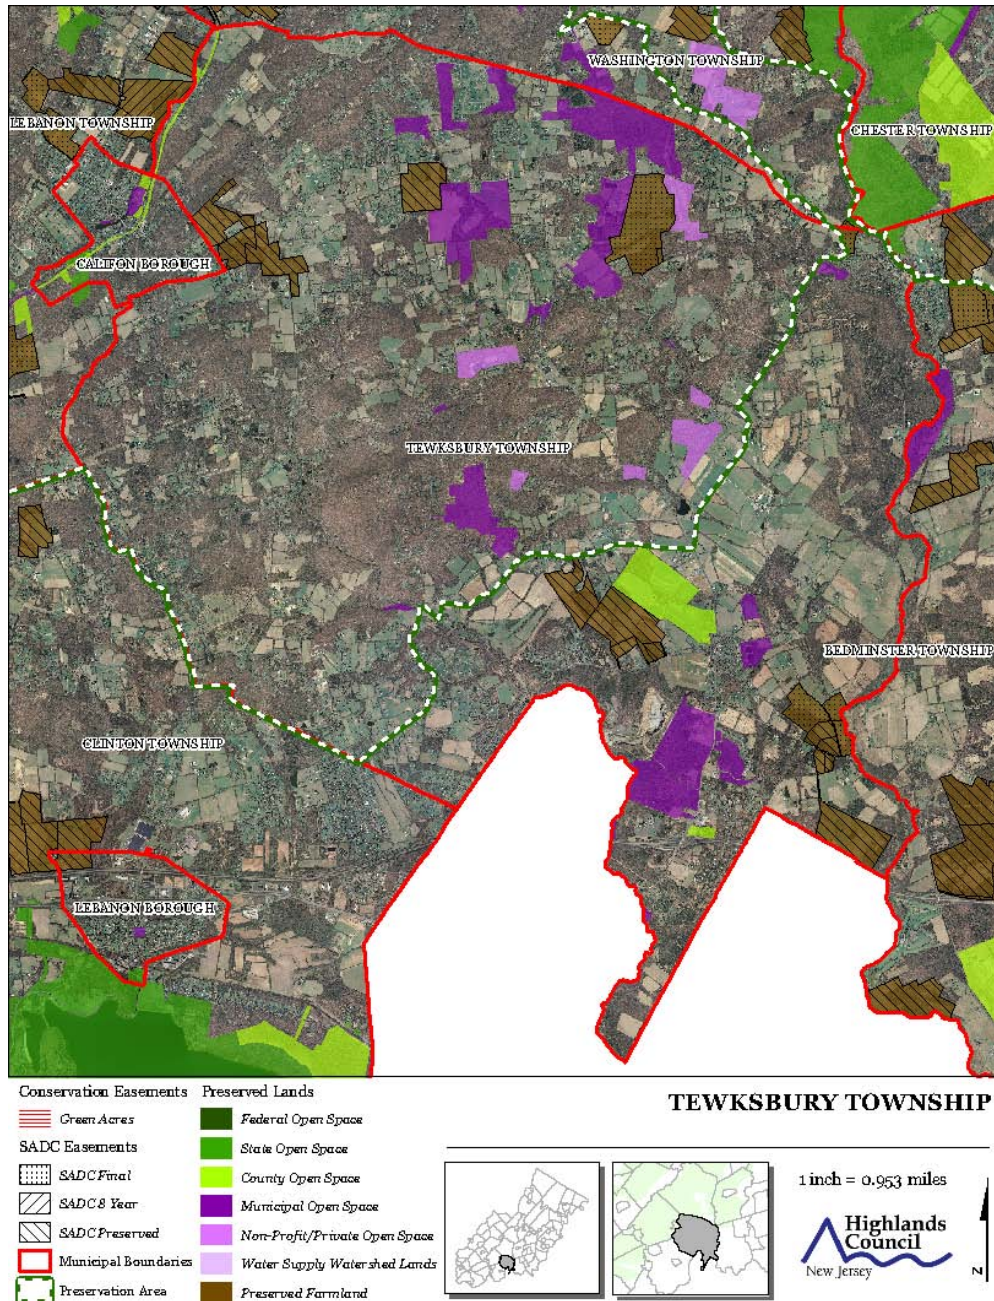 WASHINGTON TOWNSHIP
LEBANON TOWNSHIP
CHESTER TOWNSHIP
CALIFON BOROUGH
TEWKSBURY TOWNSHIP
BEDMINSTER TOWNSHIP
CLINTON TOWNSHIP
LEBANON BOROUGH
Conservation Easements
Green Acres
SADC Easements
SADC Final
SADC 8 Year
SADC Preserved
Municipal Boundaries
Preservation Area
Preserved Lands
Federal Open Space
State Open Space
County Open Space
Municipal Open Space
Non-Profit/Private Open Space
Water Supply Watershed Lands
Preserved Farmland
TEWKSBURY TOWNSHIP
1 inch = 0.953 miles
Highlands
Council
New Jersey
N